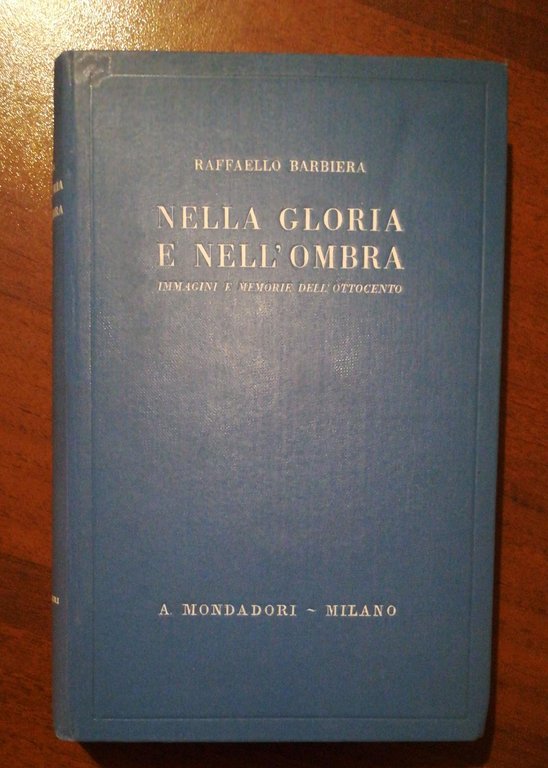 RAFFAELLO BARBIERA
NELLA GLORIA
E NELL'OMBRA
IMMAGINI E MEMORIE DELL'OTTOCENTO
A. MONDADORI ~ MILANO